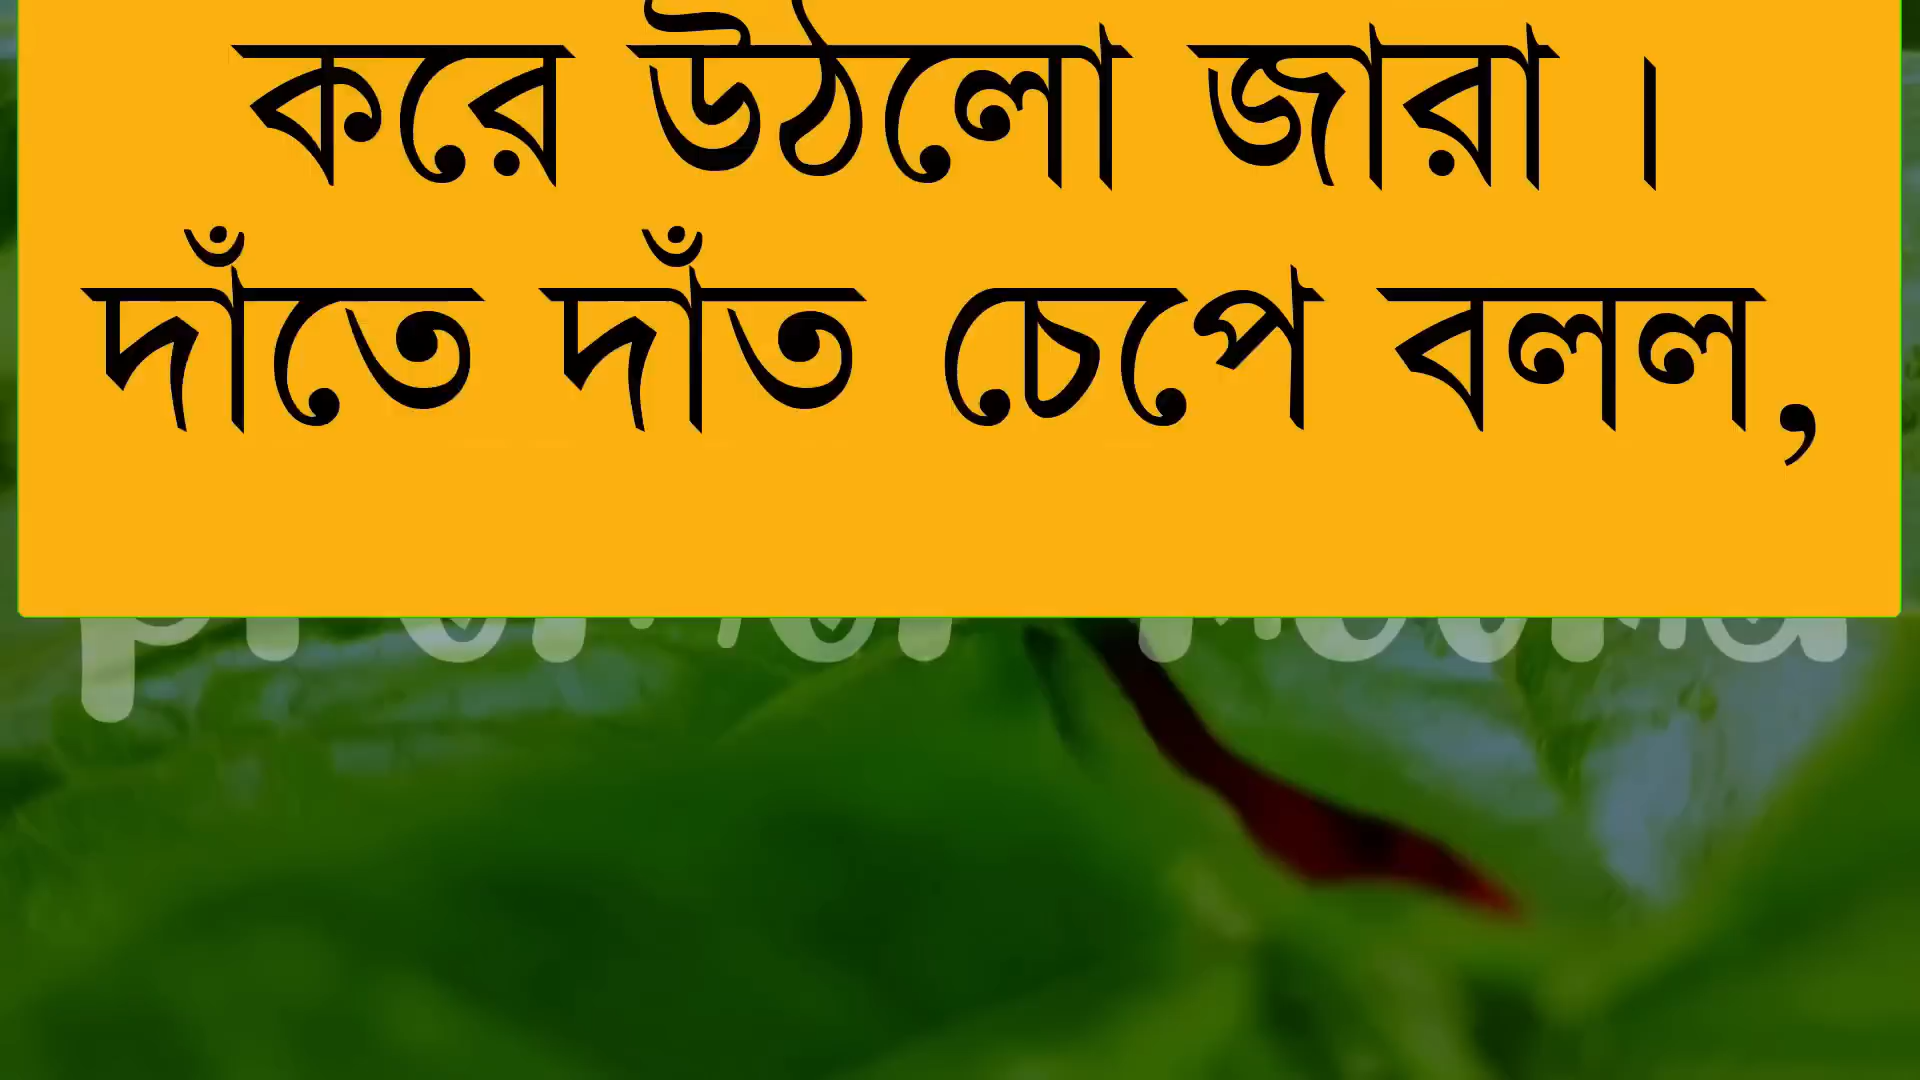 করে উঠলো জারা ।
দাঁতে দাঁত চেপে বলল,